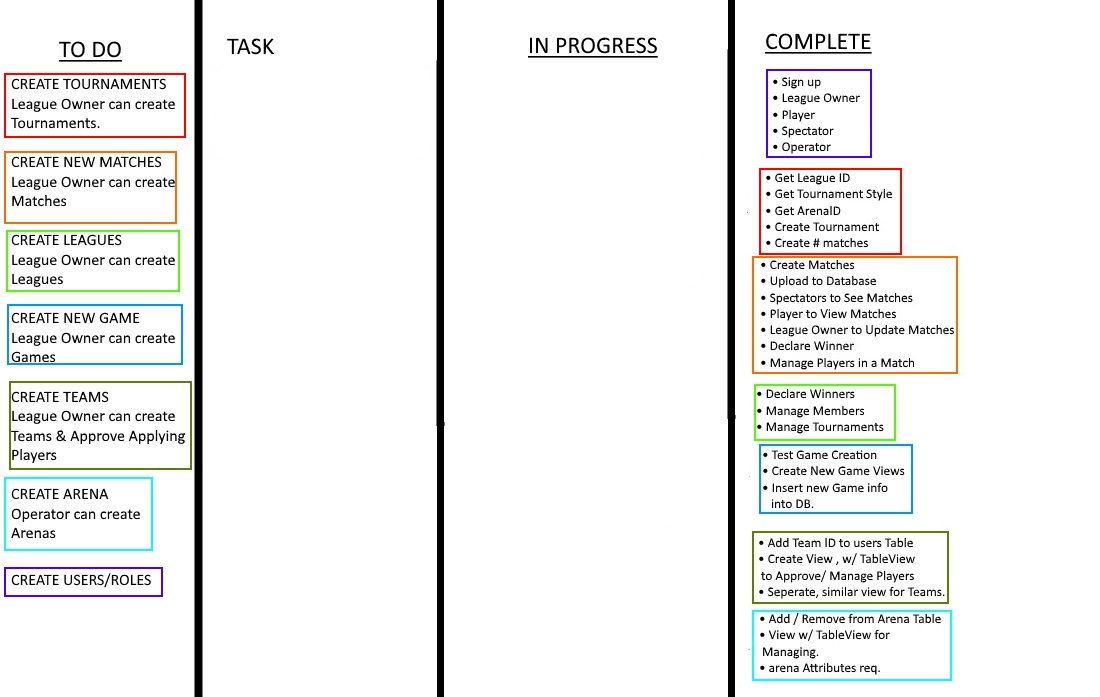 TO DO
CREATE TOURNAMENTS
League Owner can create
Tournaments.
CREATE NEW MATCHES
League Owner can create
Matches
CREATE LEAGUES
League Owner can create
Leagues
CREATE NEW GAME
League Owner can create
Games
CREATE TEAMS
League Owner can create
Teams & Approve Applying
Players
CREATE ARENA
Operator can create
Arenas
CREATE USERS/ROLES
TASK
IN PROGRESS
COMPLETE
• Sign up
• League Owner
• Player
• Spectator
• Operator
• Get League ID
• Get Tournament Style
• Get ArenaID
• Create Tournament
• Create # matches
• Create Matches
• Upload to Database
• Spectators to See Matches
• Player to View Matches
• League Owner to Update Matches
• Declare Winner
• Manage Players in a Match
• Declare Winners
• Manage Members
• Manage Tournaments
• Test Game Creation
• Create New Game Views
• Insert new Game info
into DB.
• Add Team ID to users Table
• Create View , w/ TableView
to Approve/ Manage Players
• Seperate, similar view for Teams.
• Add / Remove from Arena Table
• View w/ TableView for
Managing.
• arena Attributes req.